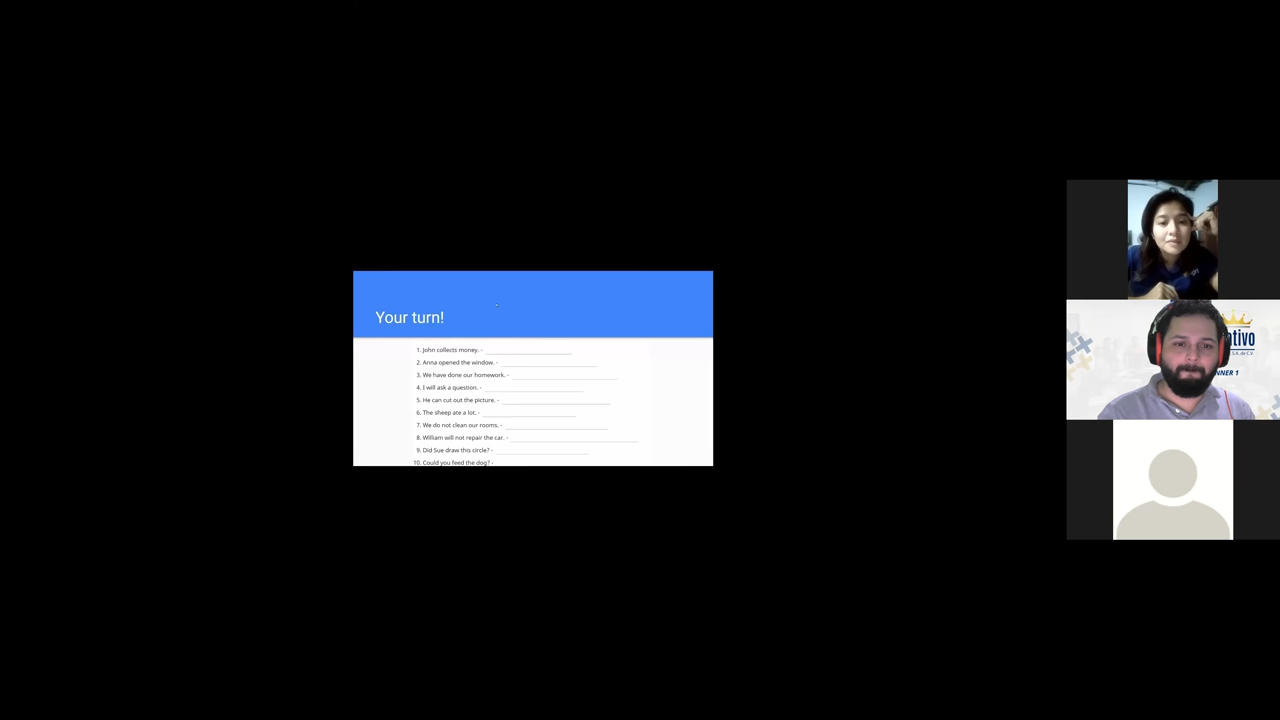 Your turn!
1. John collects money. -
2. Anna opened the window. -
3. We have done our homework. -
4. I will ask a question. -
5. He can cut out the picture. -
6. The sheep ate a lot. -
7. We do not clean our rooms. -
8. William will not repair the car. -
9. Did Sue draw this circle? -
10. Could you feed the dog? -
S.A. de C.V.